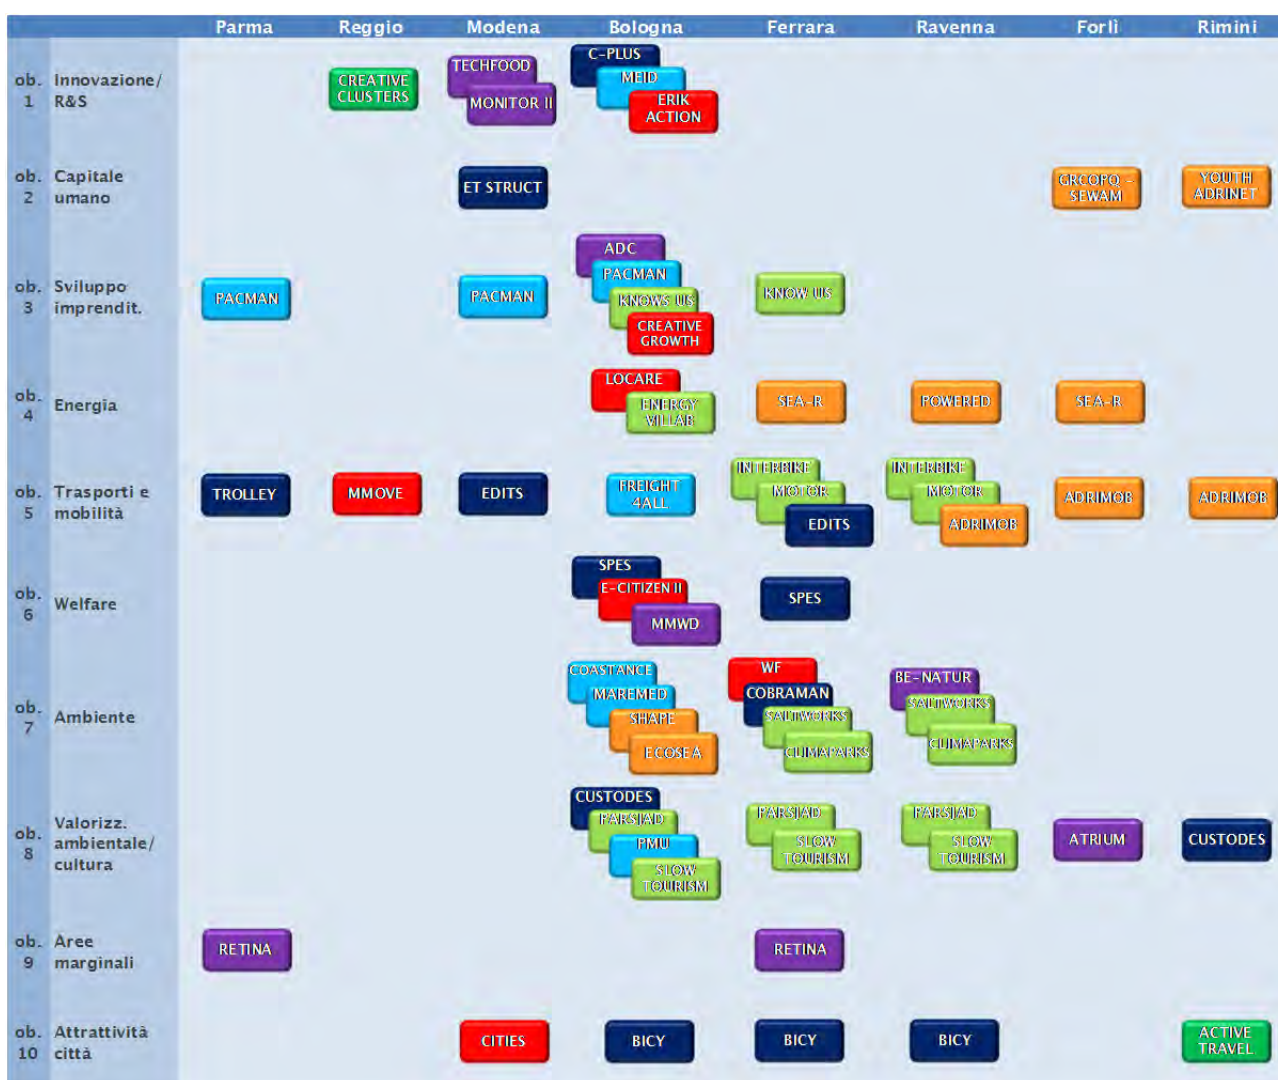 Parma Reggio Modena Bologna Ferrara Ravenna Forlì Rimini
ob. 1 Innovazione/ R&S
CREATIVE
CLUSTERS
TECHFOOD
MONITOR II
C-PLUS
MEID
ERIK
ACTION
ob. 2 Capitale umano
ET STRUCT
GRCOPQ -
SEWAM
YOUTH
ADRINET
ob. 3 Sviluppo imprendit.
PACMAN
PACMAN
ADC
PACMAN
KNOWS US
CREATIVE
GROWTH
KNOW US
ob. 4 Energia
LOCARE
ENERGY
VILLAB
SEA-R
POWERED
SEA-R
ob. 5 Trasporti e mobilità
TROLLEY
MMOVE
EDITS
FREIGHT
4ALL
INTERBIKE
MOTOR
EDITS
INTERBIKE
MOTOR
ADRIMOB
ADRIMOB
ADRIMOB
ob. 6 Welfare
SPES
E-CITIZEN II
MMWD
SPES
ob. 7 Ambiente
COASTANCE
MAREMED
SHAPE
ECOSEA
WF
COBRAMAN
SALTWORKS
CLIMAPARKS
BE-NATUR
SALTWORKS
CLIMAPARKS
ob. 8 Valorizz. ambientale/ cultura
CUSTODES
PARSJAD
PMU
SLOW
TOURISM
PARSJAD
SLOW
TOURISM
PARSJAD
SLOW
TOURISM
ATRIUM
CUSTODES
ob. 9 Aree marginali
RETINA
RETINA
ob. 10 Attrattività città
CITIES
BICY
BICY
BICY
ACTIVE
TRAVEL